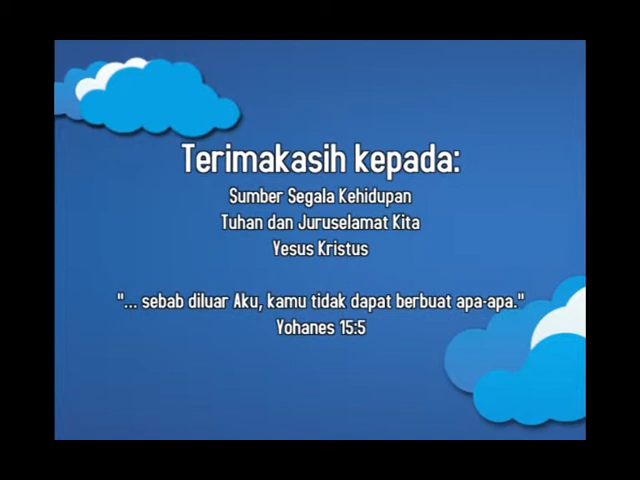 Terimakasih kepada:
Sumber Segala Kehidupan
Tuhan dan Juruselamat Kita
Yesus Kristus
"... sebab diluar Aku, kamu tidak dapat berbuat apa-apa."
Yohanes 15:5